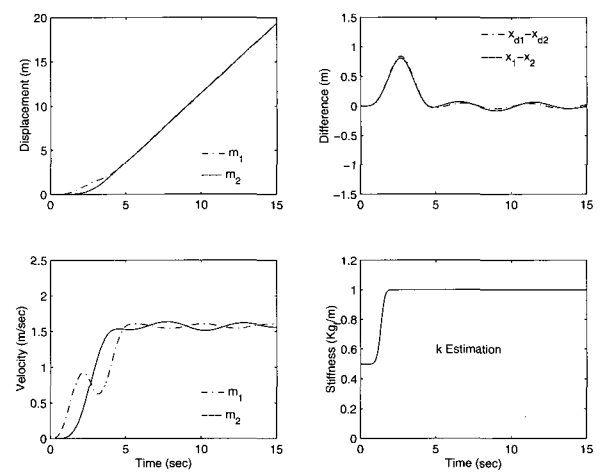 20
15
10
5
0
Displacement (m)
m1
m2
0 5 10 15
1.5
1
0.5
0
−0.5
−1
−1.5
Difference (m)
xd1−xd2
x1−x2
0 5 10 15
2.5
2
1.5
1
0.5
0
Velocity (m/sec)
m1
m2
0 5 10 15
Time (sec)
1.2
1
0.8
0.6
0.4
0.2
0
Stiffness (Kg/m)
k Estimation
0 5 10 15
Time (sec)